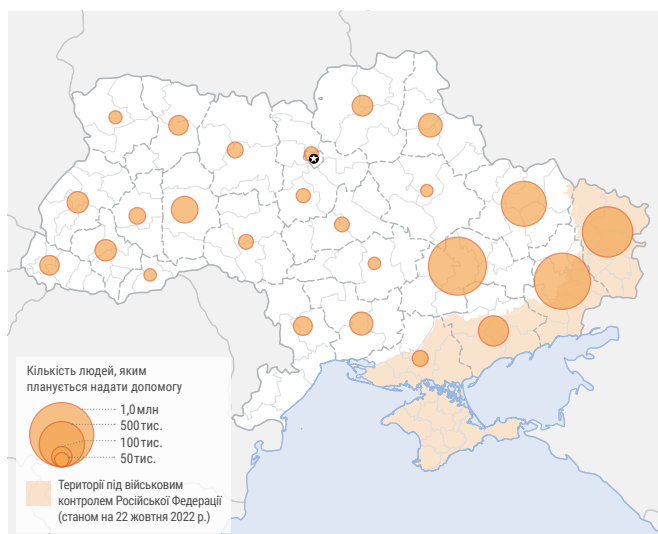 Кількість людей, яким
планується надати допомогу
1,0 млн
500 тис.
100 тис.
50 тис.
Території під військовим
контролем Російської Федерації
(станом на 22 жовтня 2022 р.)